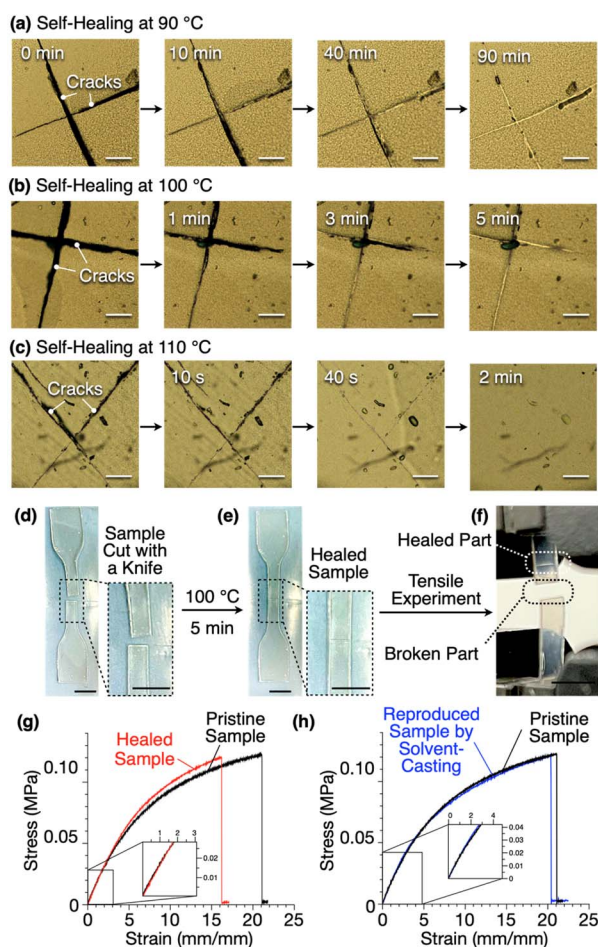 (a) Self-Healing at 90 °C
0 min
10 min
40 min
90 min
Cracks
(b) Self-Healing at 100 °C
1 min
3 min
5 min
Cracks
(c) Self-Healing at 110 °C
Cracks
10 s
40 s
2 min
(d)
Sample
Cut with
a Knife
100 °C
5 min
(e)
Healed
Sample
Tensile
Experiment
(f)
Healed Part
Broken Part
(g)
Healed
Sample
Pristine
Sample
Stress (MPa)
0.10
0.05
0
1 2 3
0.02
0.01
0 5 10 15 20 25
Strain (mm/mm)
(h)
Reproduced
Sample by
Solvent-
Casting
Pristine
Sample
Stress (MPa)
0.10
0.05
0
0 2 4
0.04
0.03
0.02
0.01
0
0 5 10 15 20 25
Strain (mm/mm)